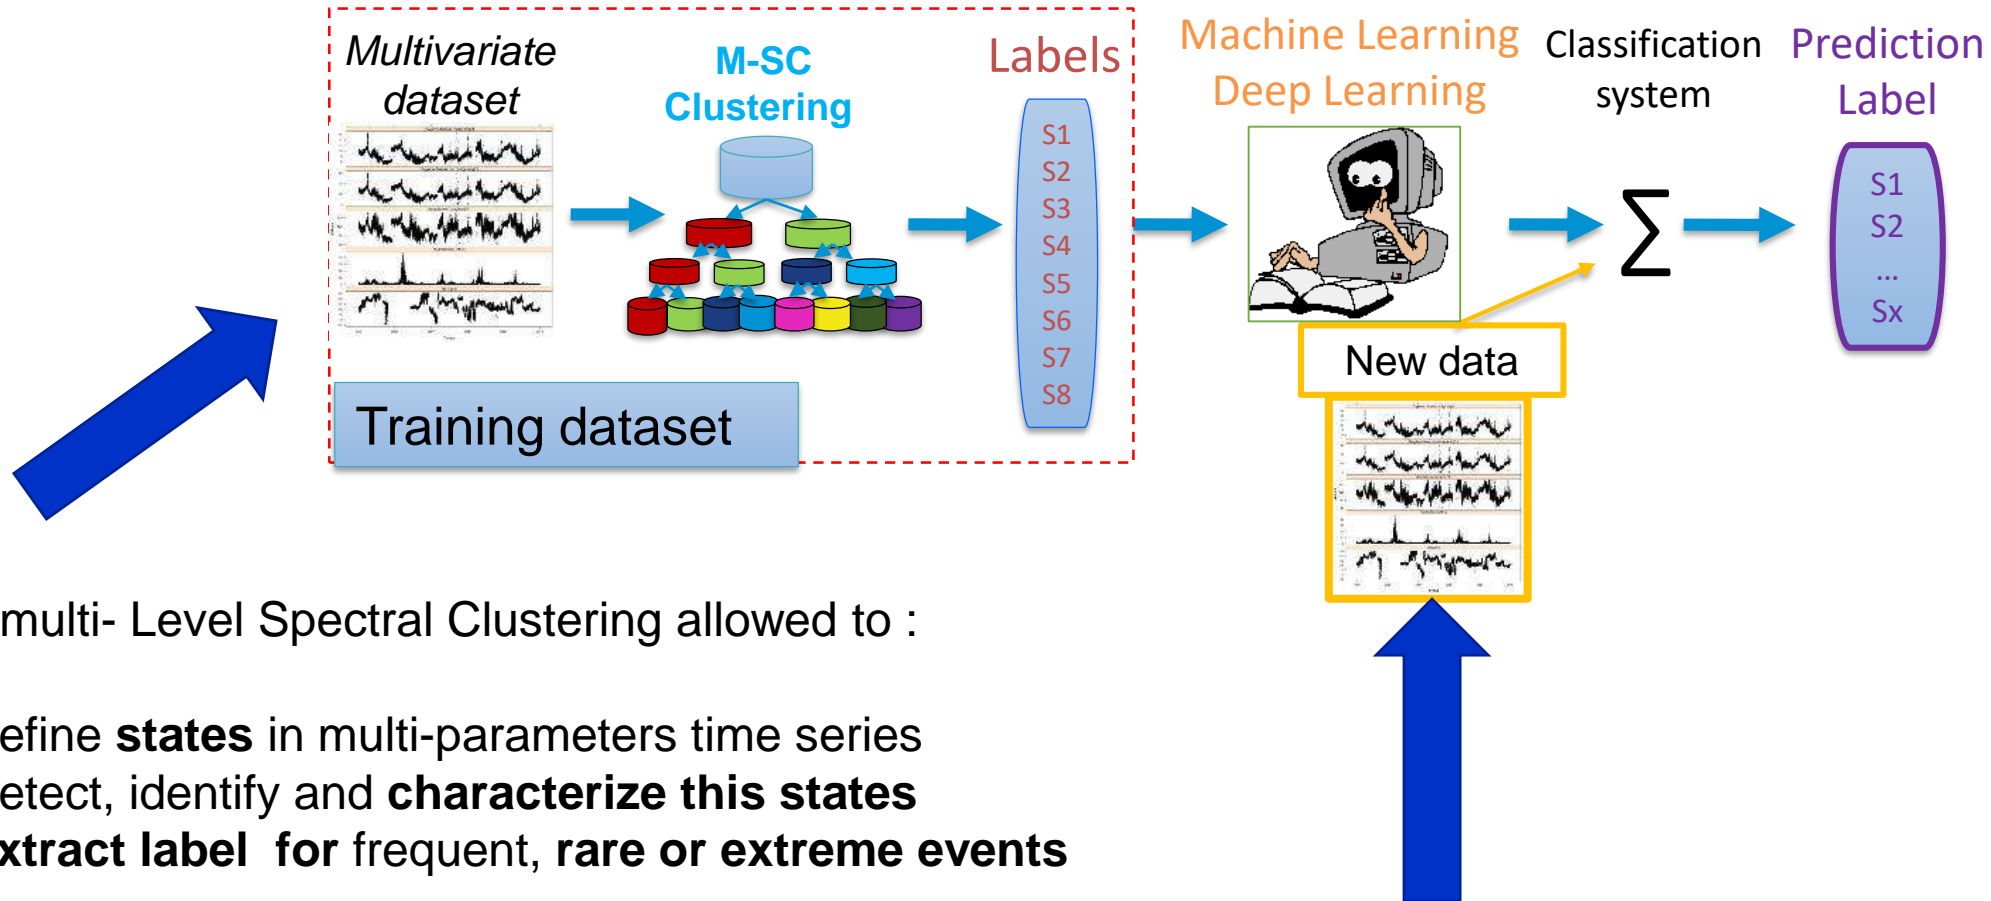 Multivariate
dataset
M-SC
Clustering
Labels
S1
S2
S3
S4
S5
S6
S7
S8
Training dataset
Machine Learning
Deep Learning
Classification
system
Σ
Prediction
Label
S1
S2
...
Sx
New data
multi- Level Spectral Clustering allowed to :
efine states in multi-parameters time series
etect, identify and characterize this states
xtract label for frequent, rare or extreme events